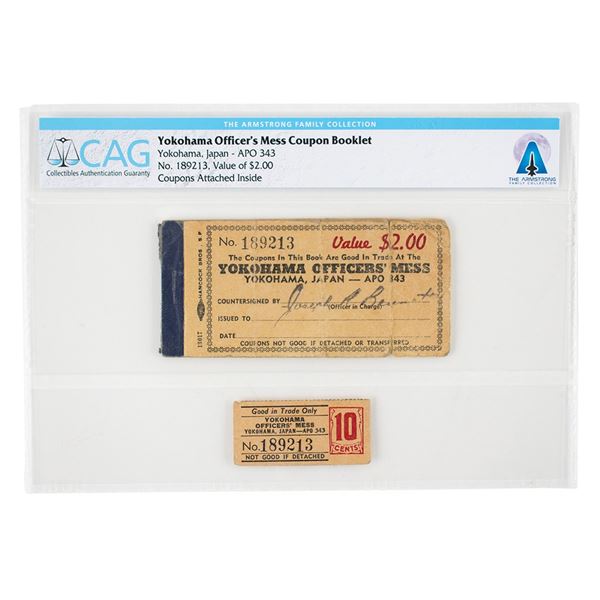 THE ARMSTRONG FAMILY COLLECTION
CAG
Collectibles Authentication Guaranty
Yokohama Officer's Mess Coupon Booklet
Yokohama, Japan - APO 343
No. 189213, Value of $2.00
Coupons Attached Inside
THE ARMSTRONG
FAMILY COLLECTION
No. 189213 Value $2.00
The Coupons In This Book Are Good In Trade At The
YOKOHAMA OFFICERS' MESS
YOKOHAMA, JAPAN — APO 343
COUNTERSIGNED BY Joseph
(Officer in Charge)
ISSUED TO
DATE
COUPONS NOT GOOD IF DETACHED OR TRANSFERRED
HANCOCK BROS. S.F.
Good in Trade Only
YOKOHAMA
OFFICERS' MESS
YOKOHAMA, JAPAN—APO 343
No. 189213
NOT GOOD IF DETACHED
10
CENTS